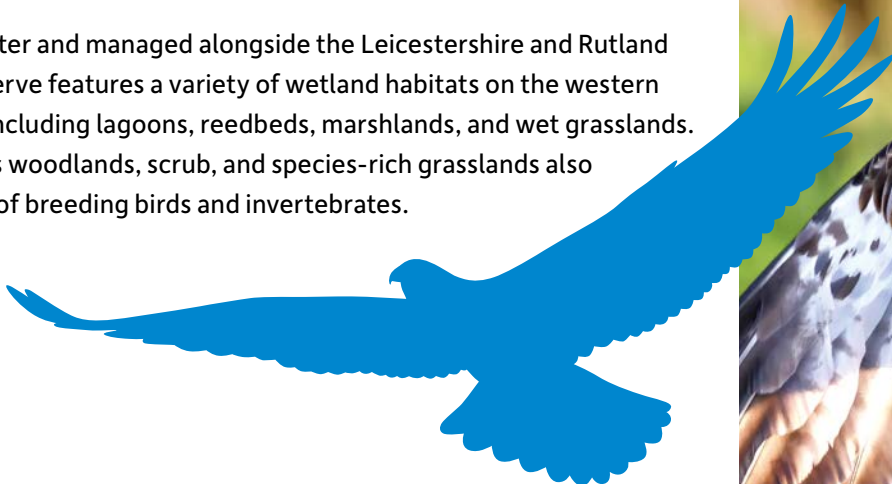 ter and managed alongside the Leicestershire and Rutland
erve features a variety of wetland habitats on the western
ncluding lagoons, reedbeds, marshlands, and wet grasslands.
s woodlands, scrub, and species-rich grasslands also
of breeding birds and invertebrates.